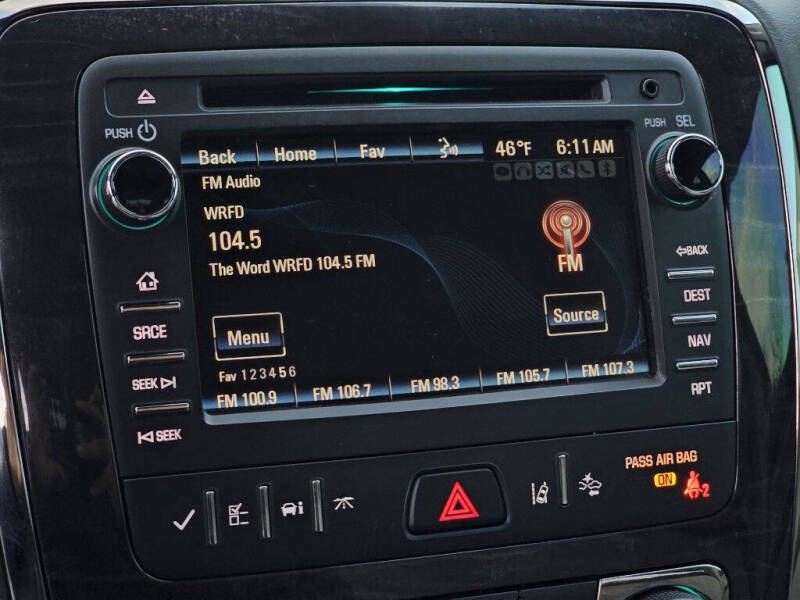 PUSH
PUSH SEL
Back Home Fav 46°F 6:11 AM
FM Audio
WRFD
104.5
The Word WRFD 104.5 FM
FM
Menu
Source
Fav 1 2 3 4 5 6
FM 100.9 FM 106.7 FM 98.3 FM 105.7 FM 107.3
SRCE
SEEK
SEEK
BACK
DEST
NAV
RPT
PASS AIR BAG
ON
2